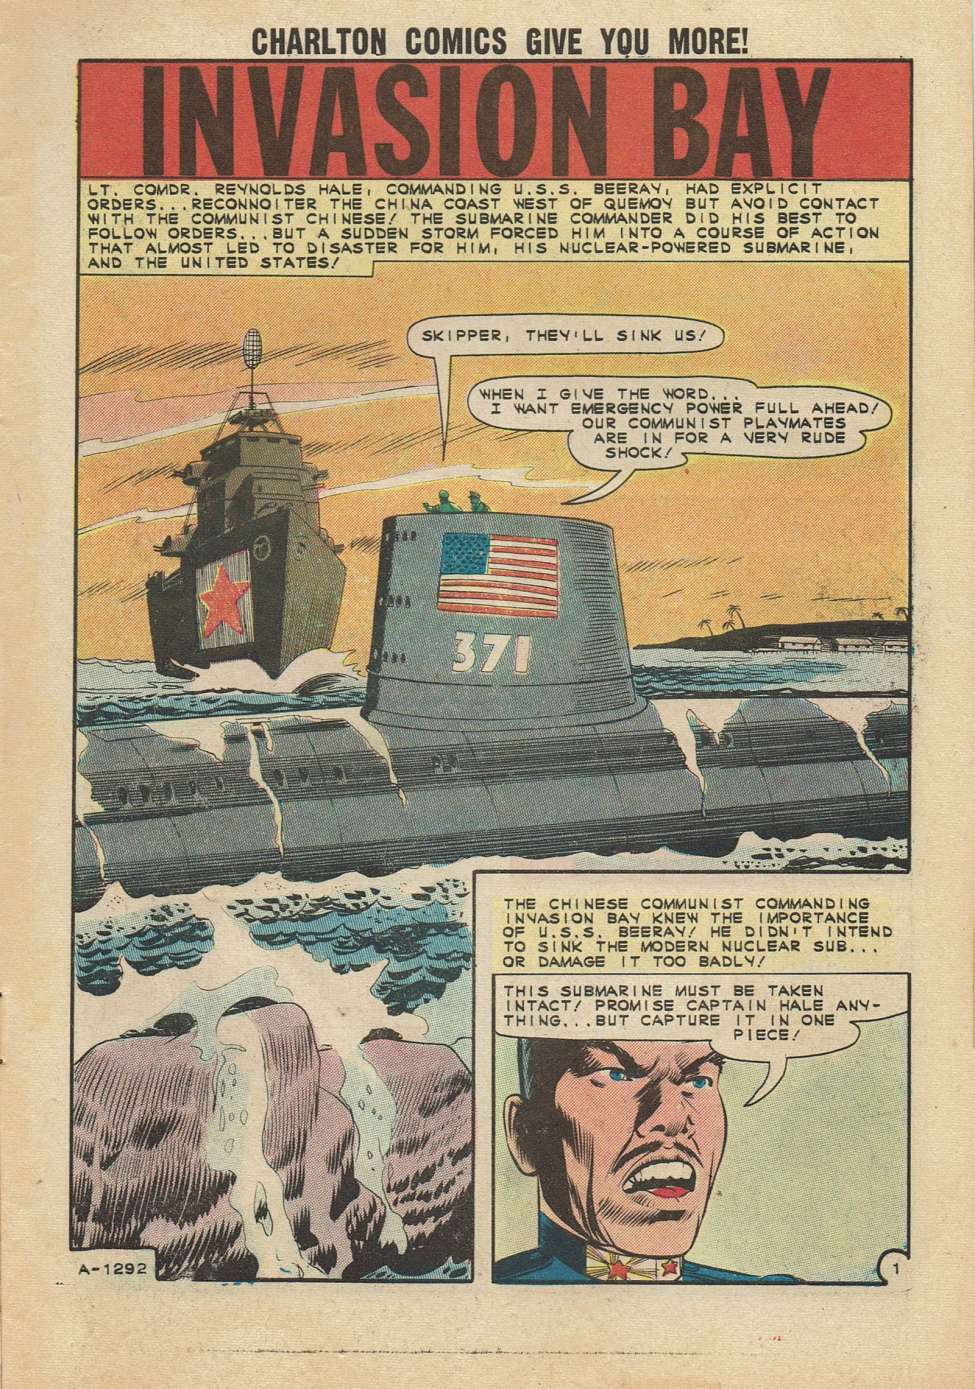 CHARLTON COMICS GIVE YOU MORE!
INVASION BAY
LT. COMDR. REYNOLDS HALE, COMMANDING U.S.S. BEERAY, HAD EXPLICIT
ORDERS...RECONNOITER THE CHINA COAST WEST OF QUEMOY BUT AVOID CONTACT
WITH THE COMMUNIST CHINESE! THE SUBMARINE COMMANDER DID HIS BEST TO
FOLLOW ORDERS...BUT A SUDDEN STORM FORCED HIM INTO A COURSE OF ACTION
THAT ALMOST LED TO DISASTER FOR HIM, HIS NUCLEAR-POWERED SUBMARINE,
AND THE UNITED STATES!
SKIPPER, THEY'LL SINK US!
WHEN I GIVE THE WORD...
I WANT EMERGENCY POWER FULL AHEAD!
OUR COMMUNIST PLAYMATES
ARE IN FOR A VERY RUDE
SHOCK!
371
THE CHINESE COMMUNIST COMMANDING
INVASION BAY KNEW THE IMPORTANCE
OF U.S.S. BEERAY! HE DIDN'T INTEND
TO SINK THE MODERN NUCLEAR SUB...
OR DAMAGE IT TOO BADLY!
THIS SUBMARINE MUST BE TAKEN
INTACT! PROMISE CAPTAIN HALE ANY-
THING...BUT CAPTURE IT IN ONE
PIECE!
A-1292
1